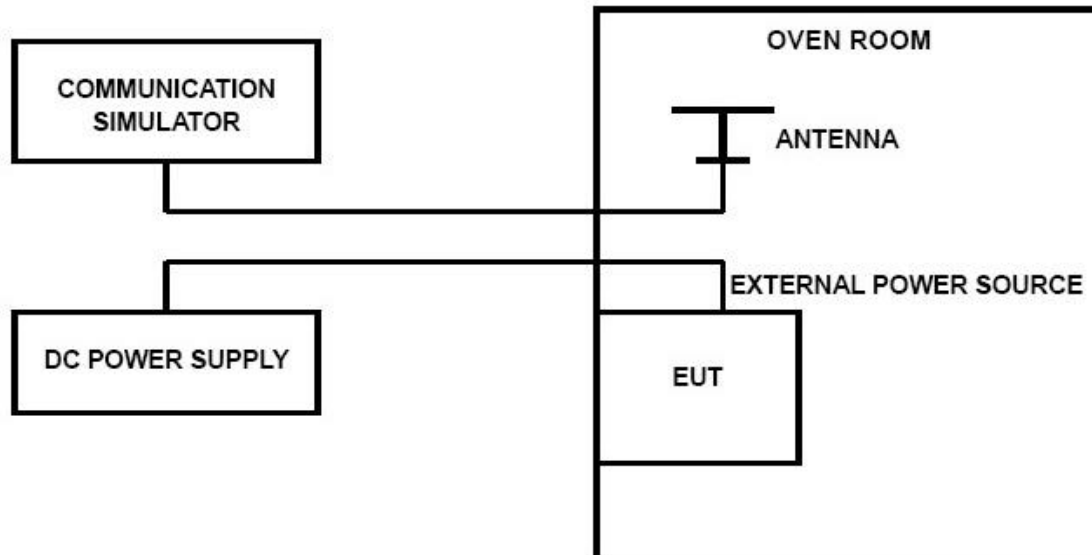 OVEN ROOM
COMMUNICATION
SIMULATOR
ANTENNA
EXTERNAL POWER SOURCE
DC POWER SUPPLY
EUT